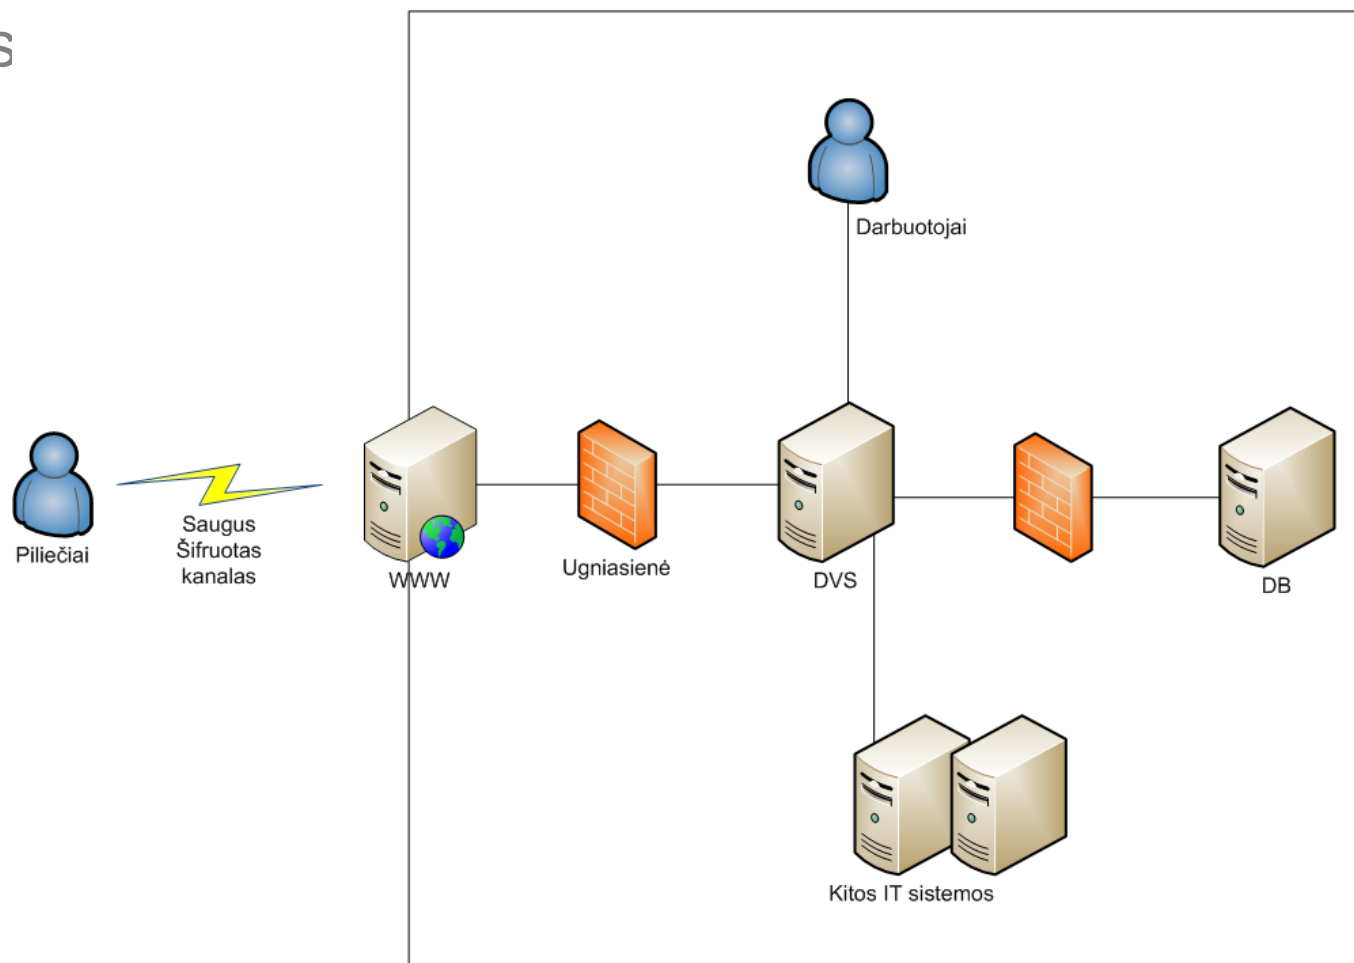 s
Darbuotojai
Piliečiai
Saugus
Šifruotas
kanalas
WWW
Ugniasienė
DVS
DB
Kitos IT sistemos